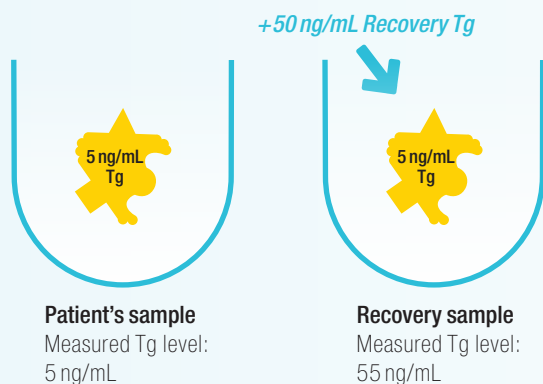 +50 ng/mL Recovery Tg
5 ng/mL
Tg
5 ng/mL
Tg
Patient's sample
Measured Tg level:
5 ng/mL
Recovery sample
Measured Tg level:
55 ng/mL